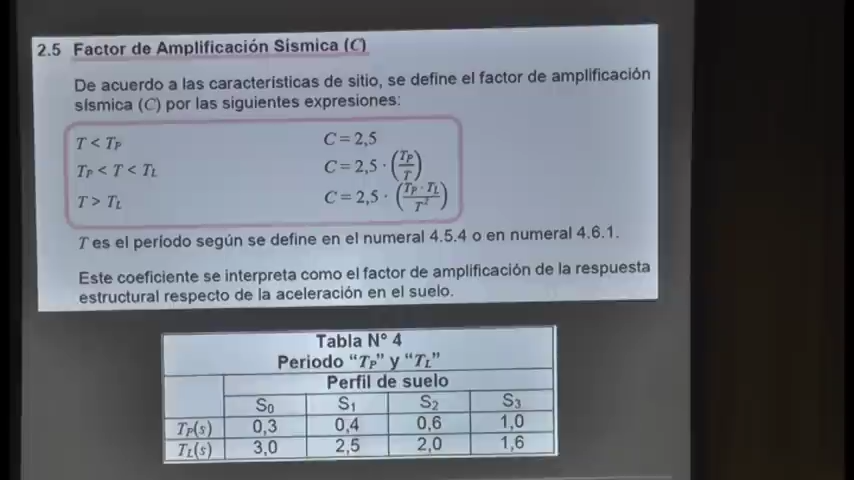 2.5 Factor de Amplificación Sísmica (C)
De acuerdo a las características de sitio, se define el factor de amplificación
sísmica (C) por las siguientes expresiones:
T < TP C = 2,5
TP < T < TL C = 2,5 · (TP/T)
T > TL C = 2,5 · (TP · TL/T²)
T es el período según se define en el numeral 4.5.4 o en numeral 4.6.1.
Este coeficiente se interpreta como el factor de amplificación de la respuesta
estructural respecto de la aceleración en el suelo.
Tabla N° 4
Periodo “TP” y “TL”
Perfil de suelo
S0 S1 S2 S3
TP(s) 0,3 0,4 0,6 1,0
TL(s) 3,0 2,5 2,0 1,6